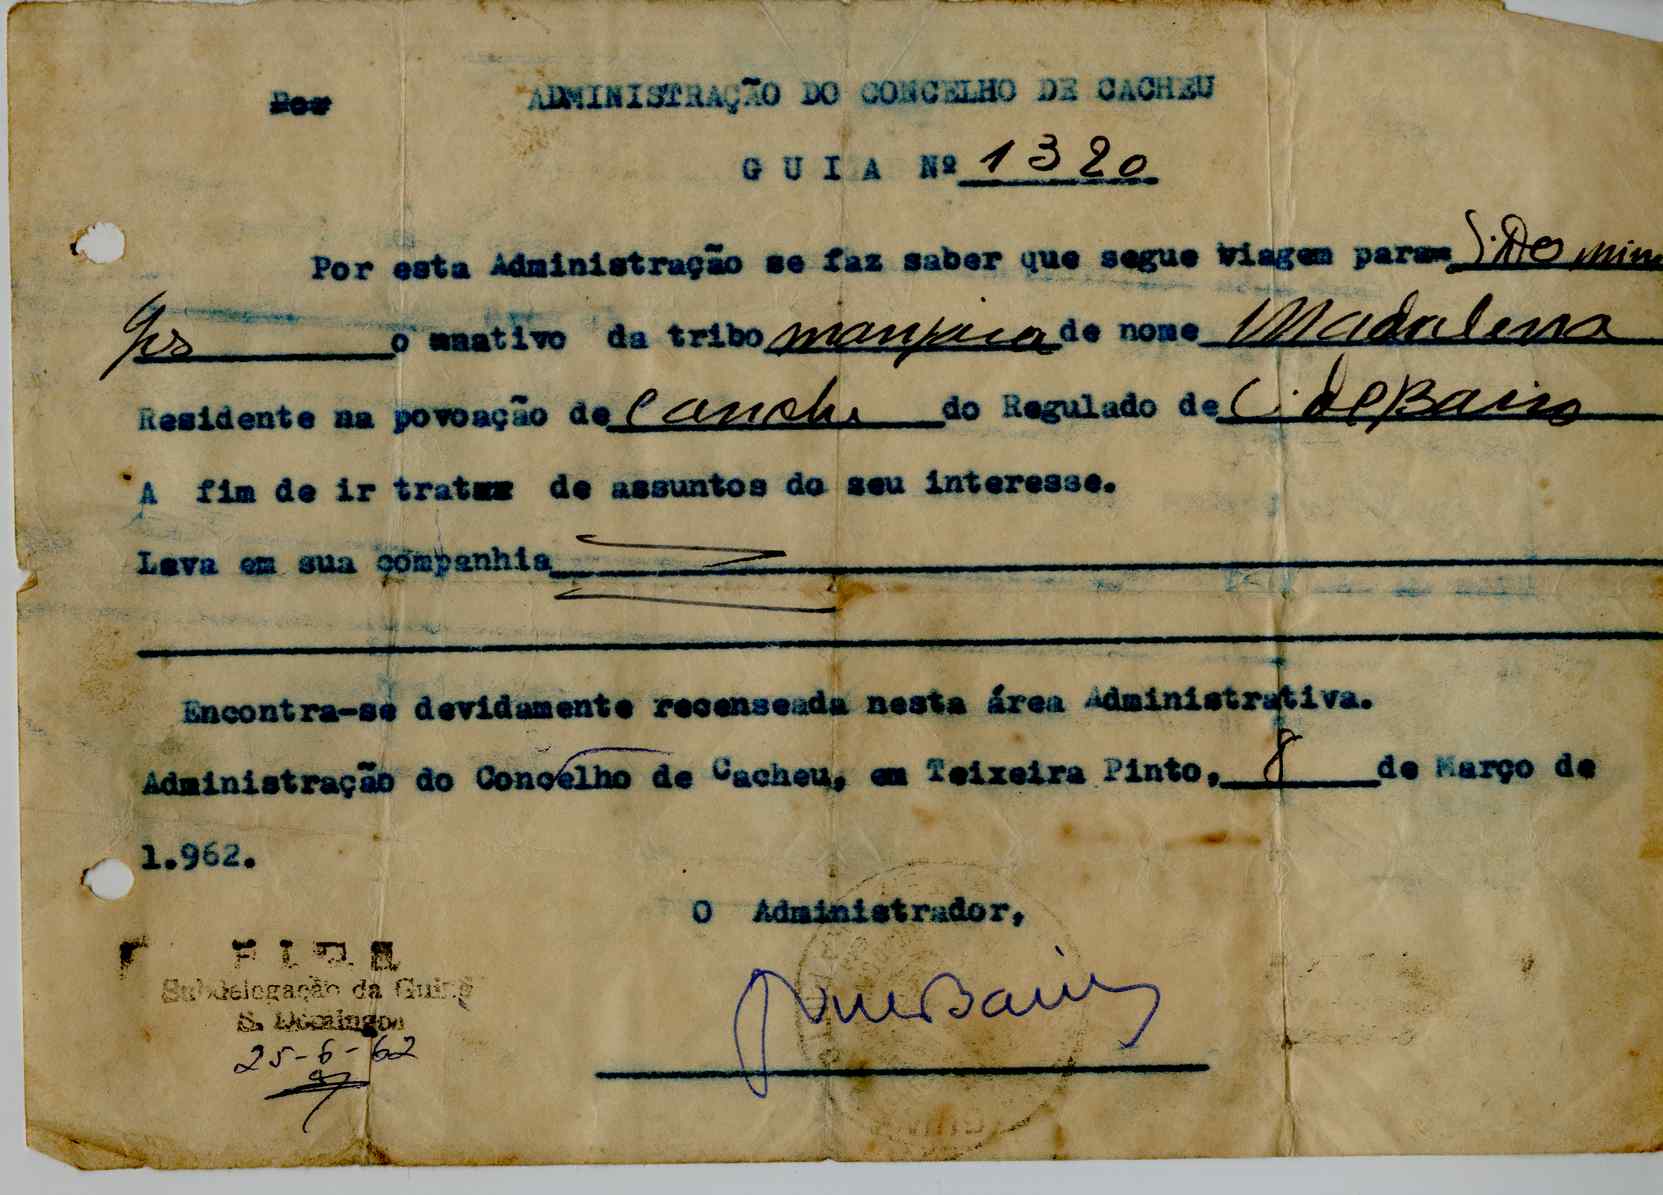 ADMINISTRAÇÃO DO CONCELHO DE CACHEU
GUIA Nº 1320
Por esta Administração se faz saber que segue viagem para S. Domin
gos o nativo da tribo manjaca de nome Madalena
Residente na povoação de do Regulado de C. de Baixo
A fim de ir tratar de assuntos do seu interesse.
Leva em sua companhia
Encontra-se devidamente recenseada nesta área Administrativa.
Administração do Concelho de Cacheu, em Teixeira Pinto, 8 de Março de
1.962.
O Administrador,
P I D E
Subdelegação da Guiné
S. Domingos
25-6-62